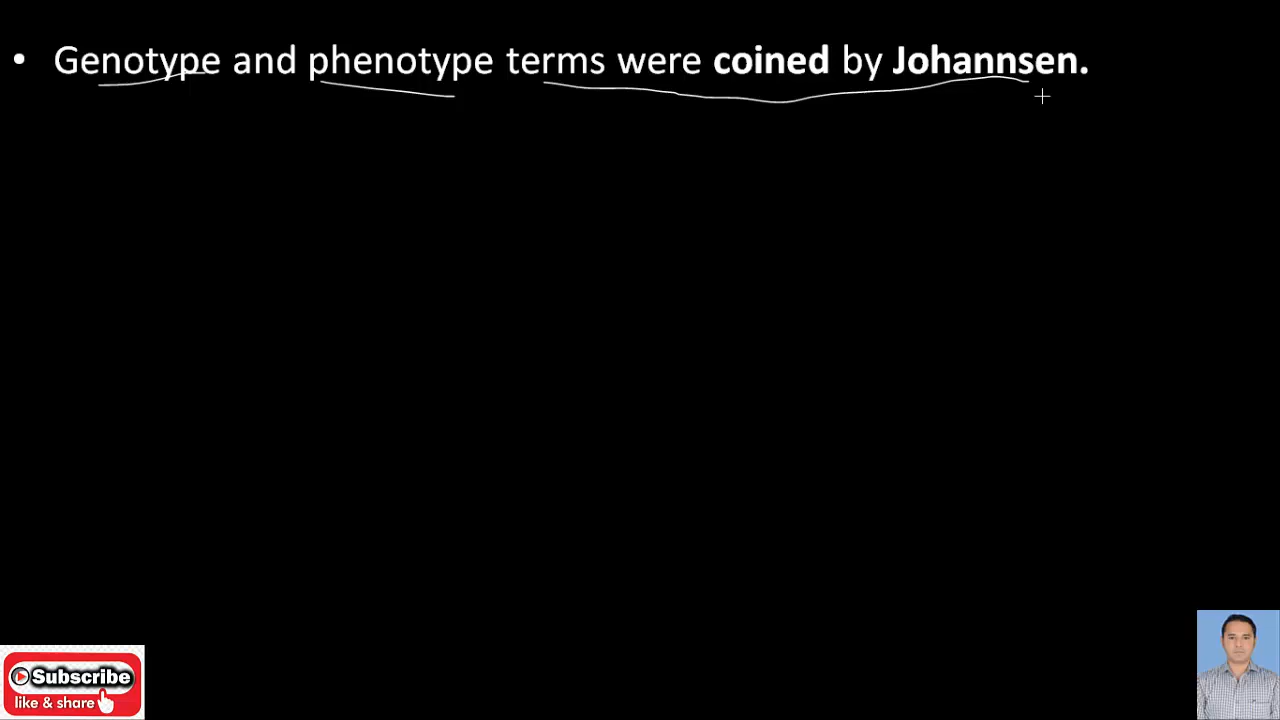 • Genotype and phenotype terms were coined by Johannsen.
Subscribe
like & share